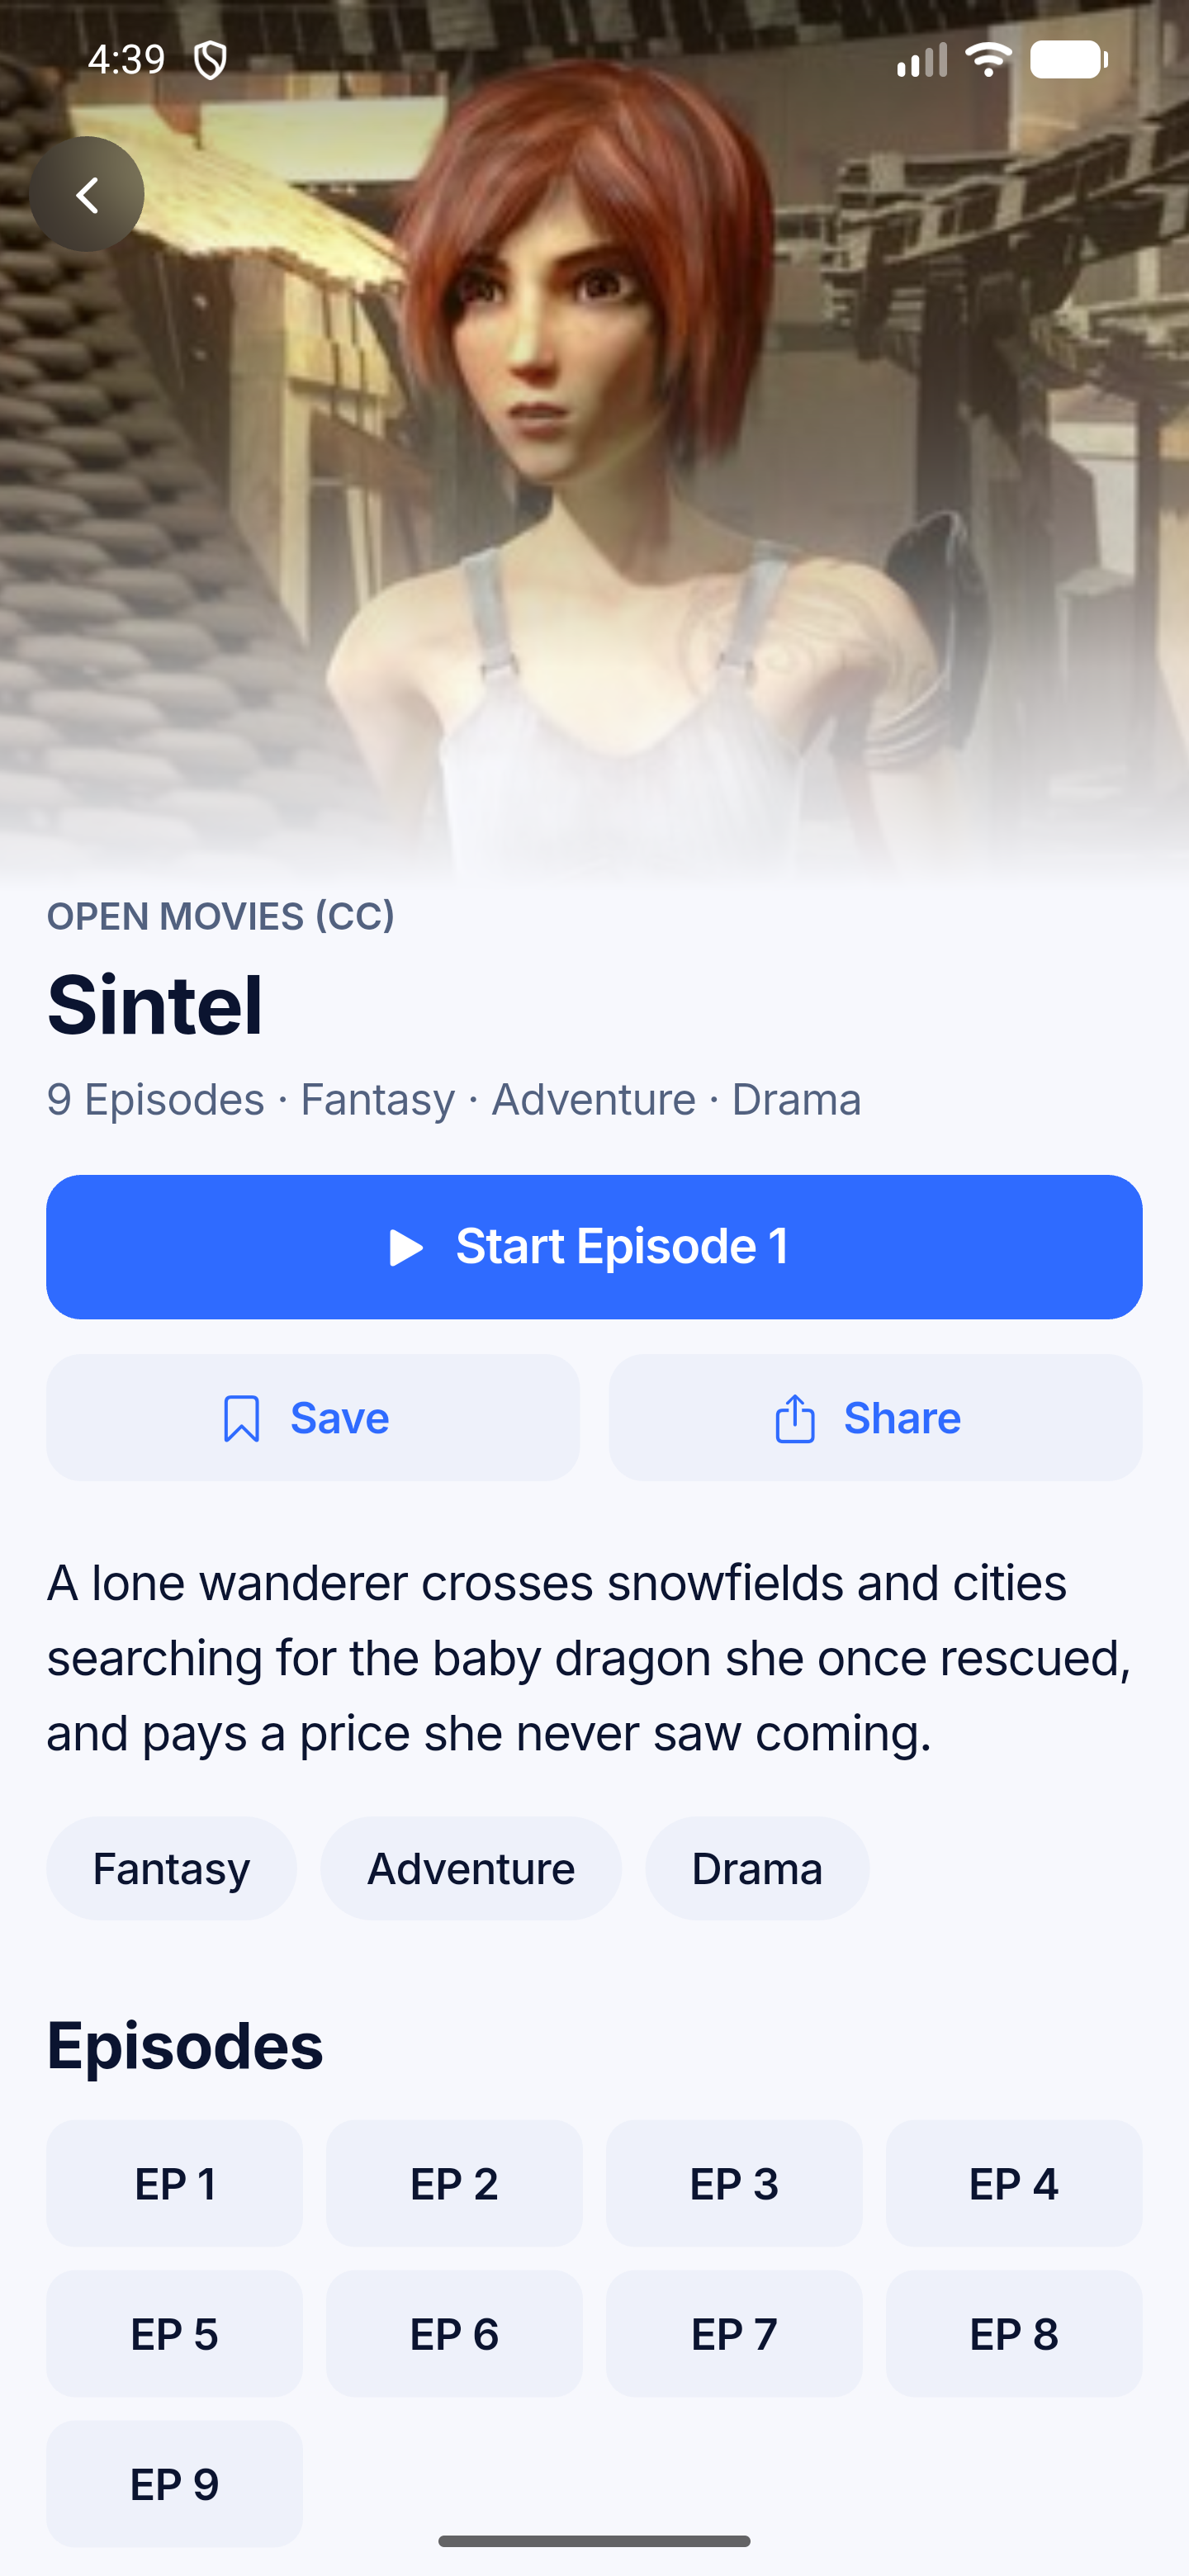 4:39
OPEN MOVIES (CC)
Sintel
9 Episodes · Fantasy · Adventure · Drama
Start Episode 1
Save
Share
A lone wanderer crosses snowfields and cities
searching for the baby dragon she once rescued,
and pays a price she never saw coming.
Fantasy
Adventure
Drama
Episodes
EP 1
EP 2
EP 3
EP 4
EP 5
EP 6
EP 7
EP 8
EP 9